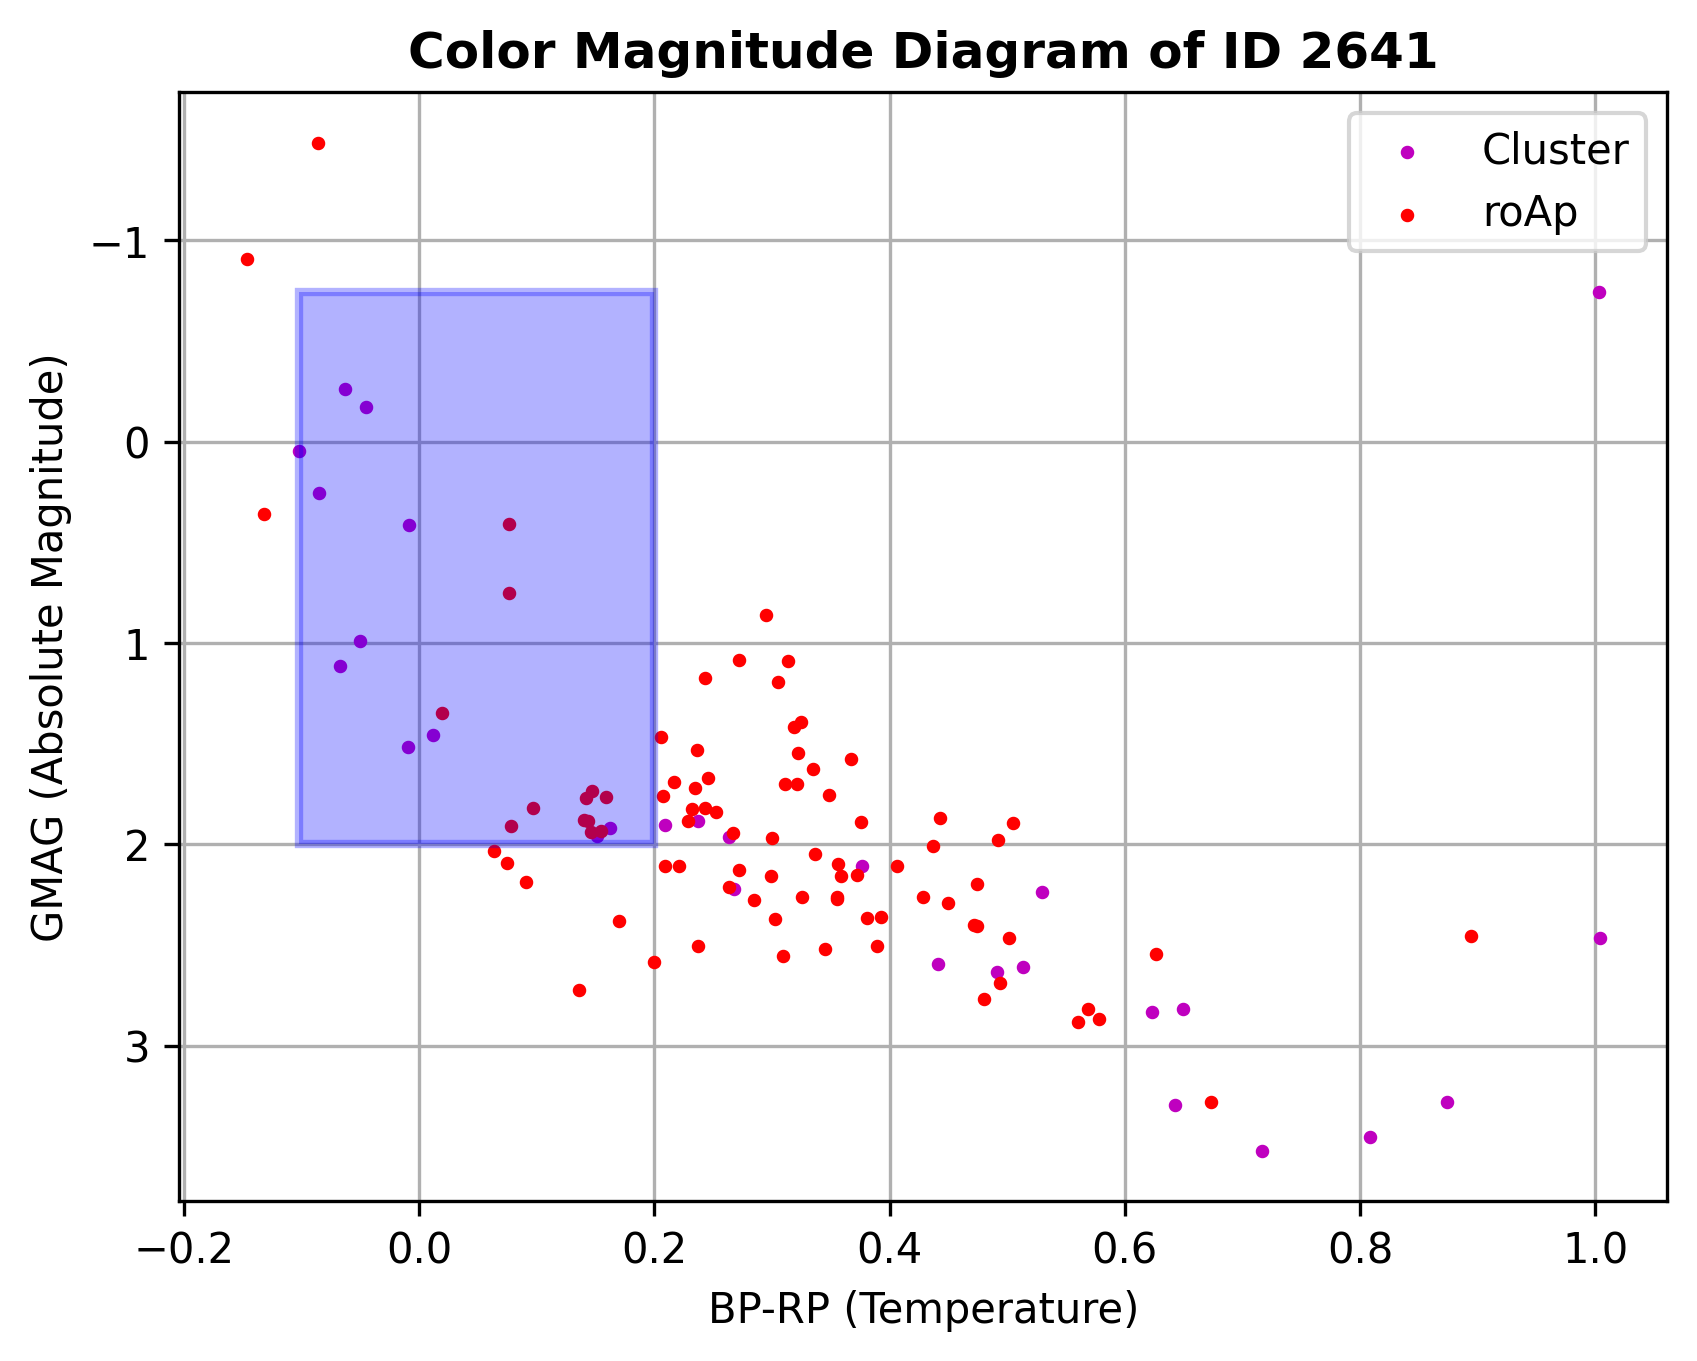 Color Magnitude Diagram of ID 2641
Cluster
roAp
GMAG (Absolute Magnitude)
−1
0
1
2
3
−0.2 0.0 0.2 0.4 0.6 0.8 1.0
BP-RP (Temperature)